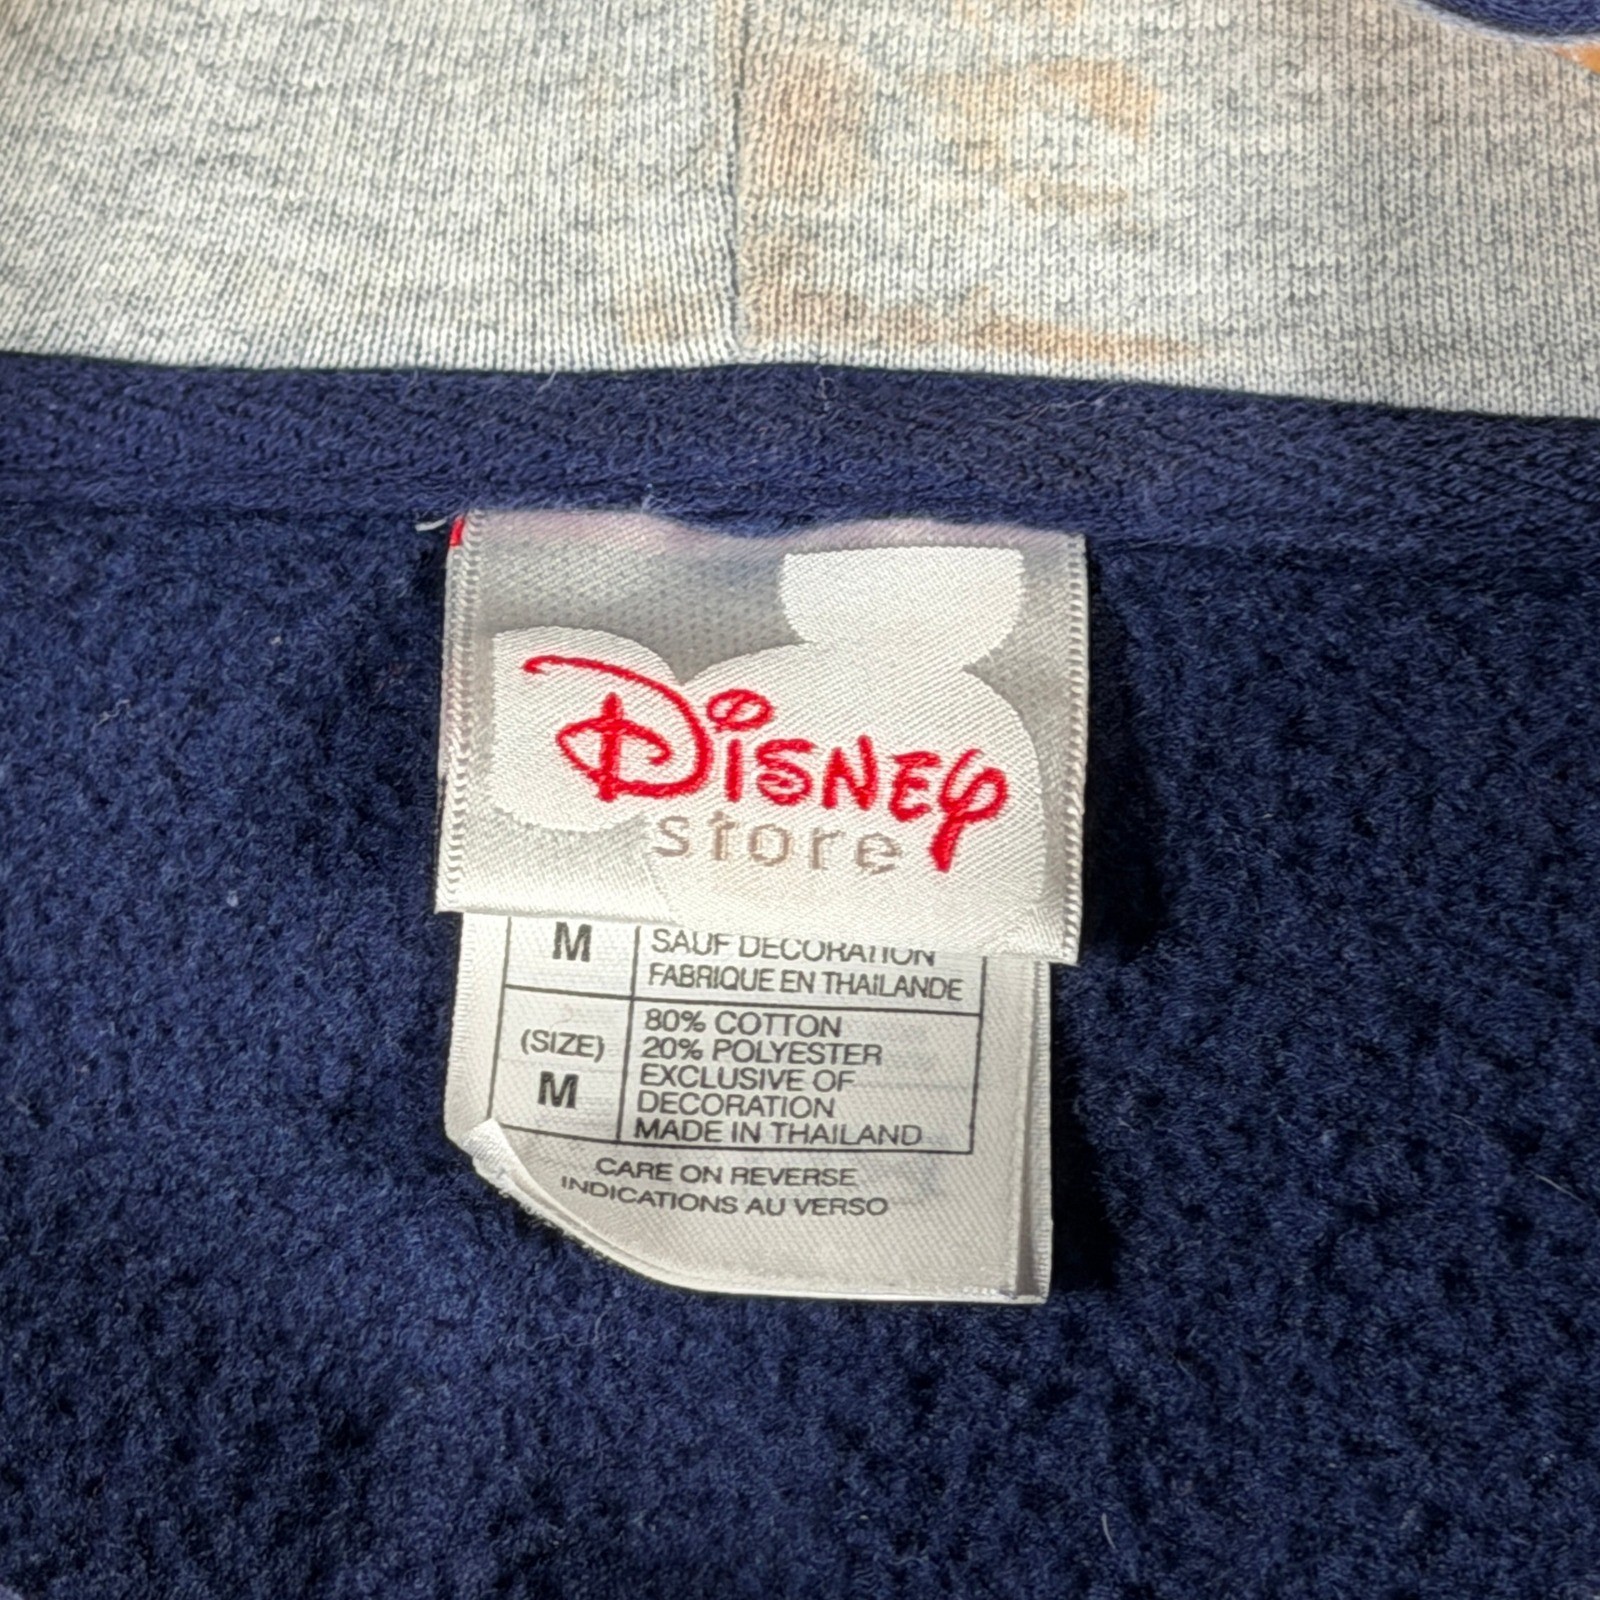 Disney
store
M
SAUF DECORATION
FABRIQUE EN THAILANDE
(SIZE)
M
80% COTTON
20% POLYESTER
EXCLUSIVE OF
DECORATION
MADE IN THAILAND
CARE ON REVERSE
INDICATIONS AU VERSO